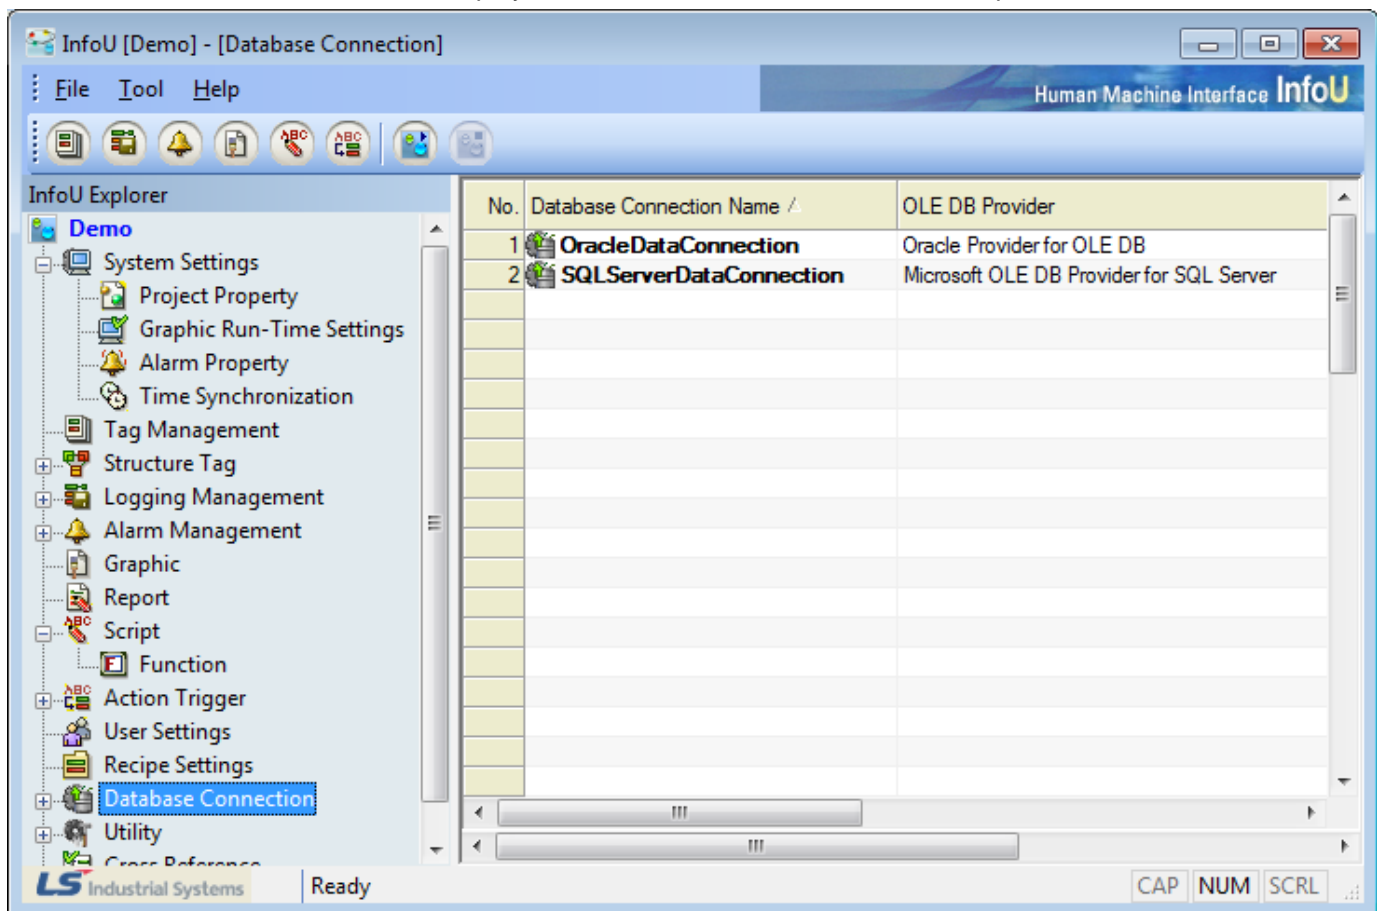 InfoU [Demo] - [Database Connection]
File Tool Help
Human Machine Interface InfoU
InfoU Explorer
Demo
System Settings
Project Property
Graphic Run-Time Settings
Alarm Property
Time Synchronization
Tag Management
Structure Tag
Logging Management
Alarm Management
Graphic
Report
Script
Function
Action Trigger
User Settings
Recipe Settings
Database Connection
Utility
Cross Reference
No. Database Connection Name OLE DB Provider
1 OracleDataConnection Oracle Provider for OLE DB
2 SQLServerDataConnection Microsoft OLE DB Provider for SQL Server
LS Industrial Systems Ready CAP NUM SCRL